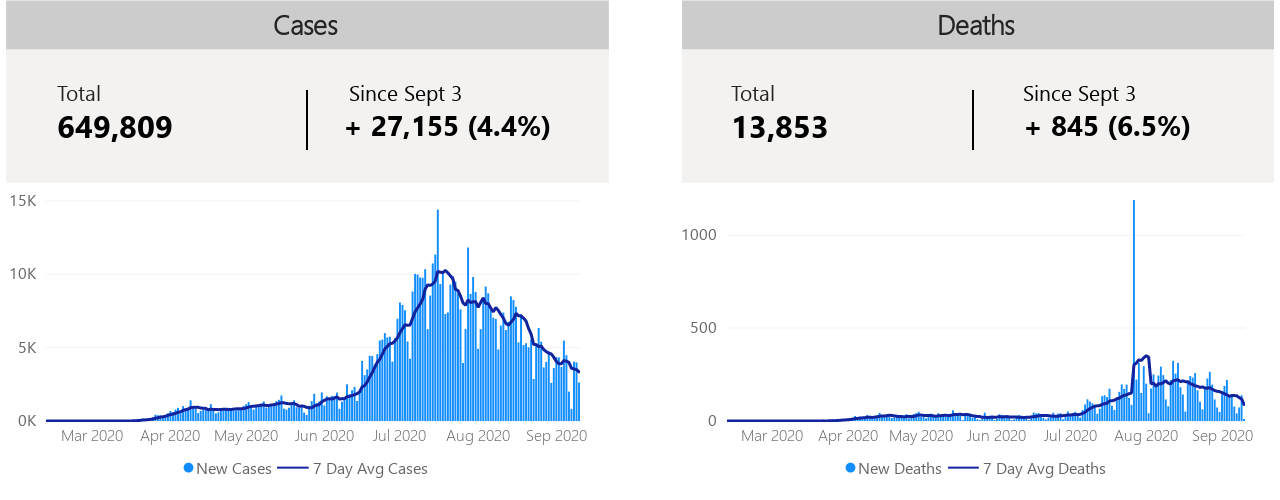 Cases
Total
649,809
Since Sept 3
+ 27,155 (4.4%)
15K
10K
5K
0K
Mar 2020 Apr 2020 May 2020 Jun 2020 Jul 2020 Aug 2020 Sep 2020
New Cases 7 Day Avg Cases
Deaths
Total
13,853
Since Sept 3
+ 845 (6.5%)
1000
500
0
Mar 2020 Apr 2020 May 2020 Jun 2020 Jul 2020 Aug 2020 Sep 2020
New Deaths 7 Day Avg Deaths